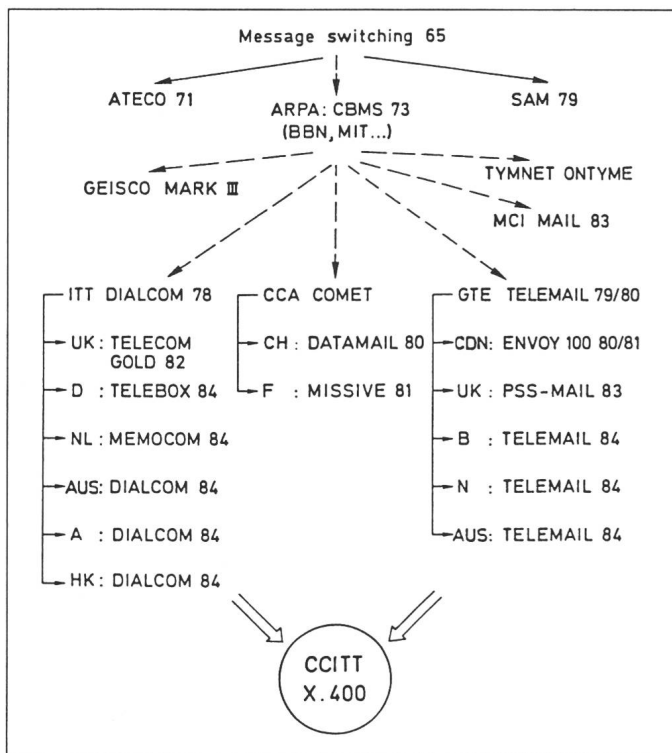 Message switching 65
ATECO 71
SAM 79
ARPA: CBMS 73
(BBN, MIT...)
GEISCO MARK III
TYMNET ONTYME
MCI MAIL 83
ITT DIALCOM 78
UK: TELECOM
GOLD 82
D : TELEBOX 84
NL: MEMOCOM 84
AUS: DIALCOM 84
A : DIALCOM 84
HK: DIALCOM 84
CCA COMET
CH: DATAMAIL 80
F : MISSIVE 81
GTE TELEMAIL 79/80
CDN: ENVOY 100 80/81
UK: PSS-MAIL 83
B : TELEMAIL 84
N : TELEMAIL 84
AUS: TELEMAIL 84
CCITT
X.400